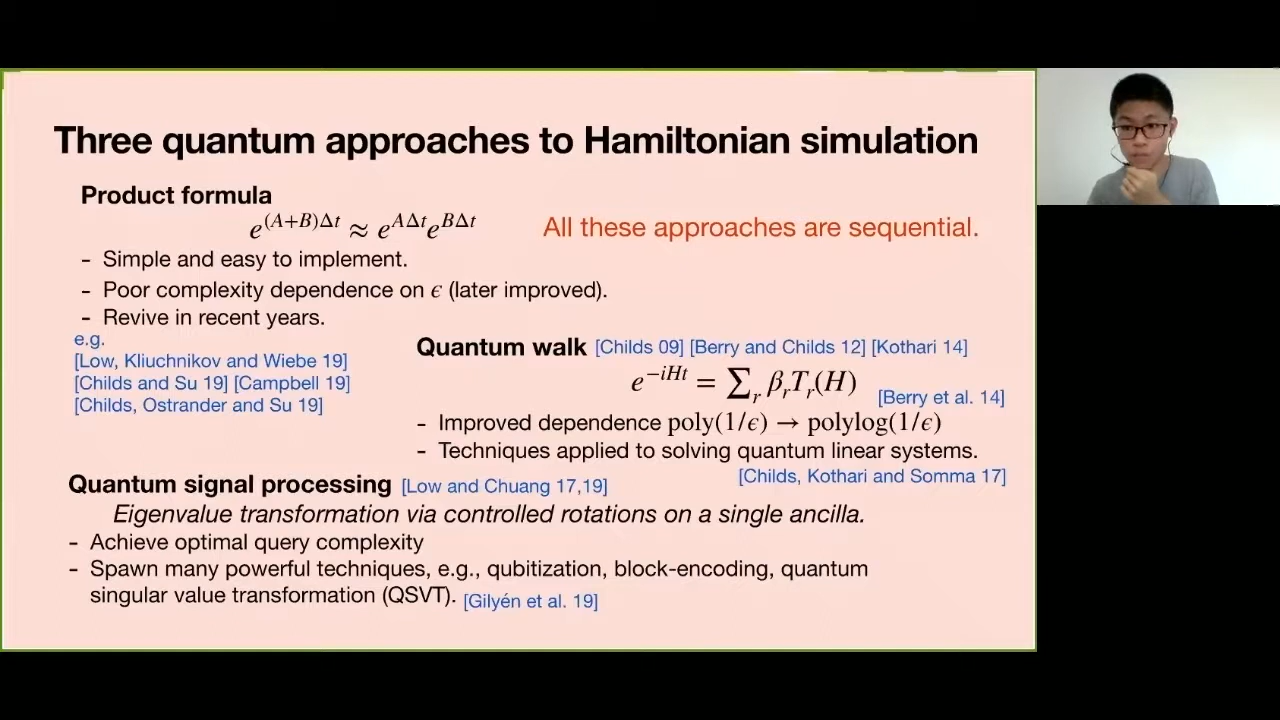 Three quantum approaches to Hamiltonian simulation
Product formula
e^{(A+B)Δt} ≈ e^{AΔt}e^{BΔt}
All these approaches are sequential.
- Simple and easy to implement.
- Poor complexity dependence on ϵ (later improved).
- Revive in recent years.
e.g.
[Low, Kliuchnikov and Wiebe 19]
[Childs and Su 19] [Campbell 19]
[Childs, Ostrander and Su 19]
Quantum walk [Childs 09] [Berry and Childs 12] [Kothari 14]
e^{-iHt} = ∑_r β_r T_r(H)
[Berry et al. 14]
- Improved dependence poly(1/ϵ) → polylog(1/ϵ)
- Techniques applied to solving quantum linear systems.
[Childs, Kothari and Somma 17]
Quantum signal processing [Low and Chuang 17,19]
Eigenvalue transformation via controlled rotations on a single ancilla.
- Achieve optimal query complexity
- Spawn many powerful techniques, e.g., qubitization, block-encoding, quantum
singular value transformation (QSVT). [Gilyén et al. 19]